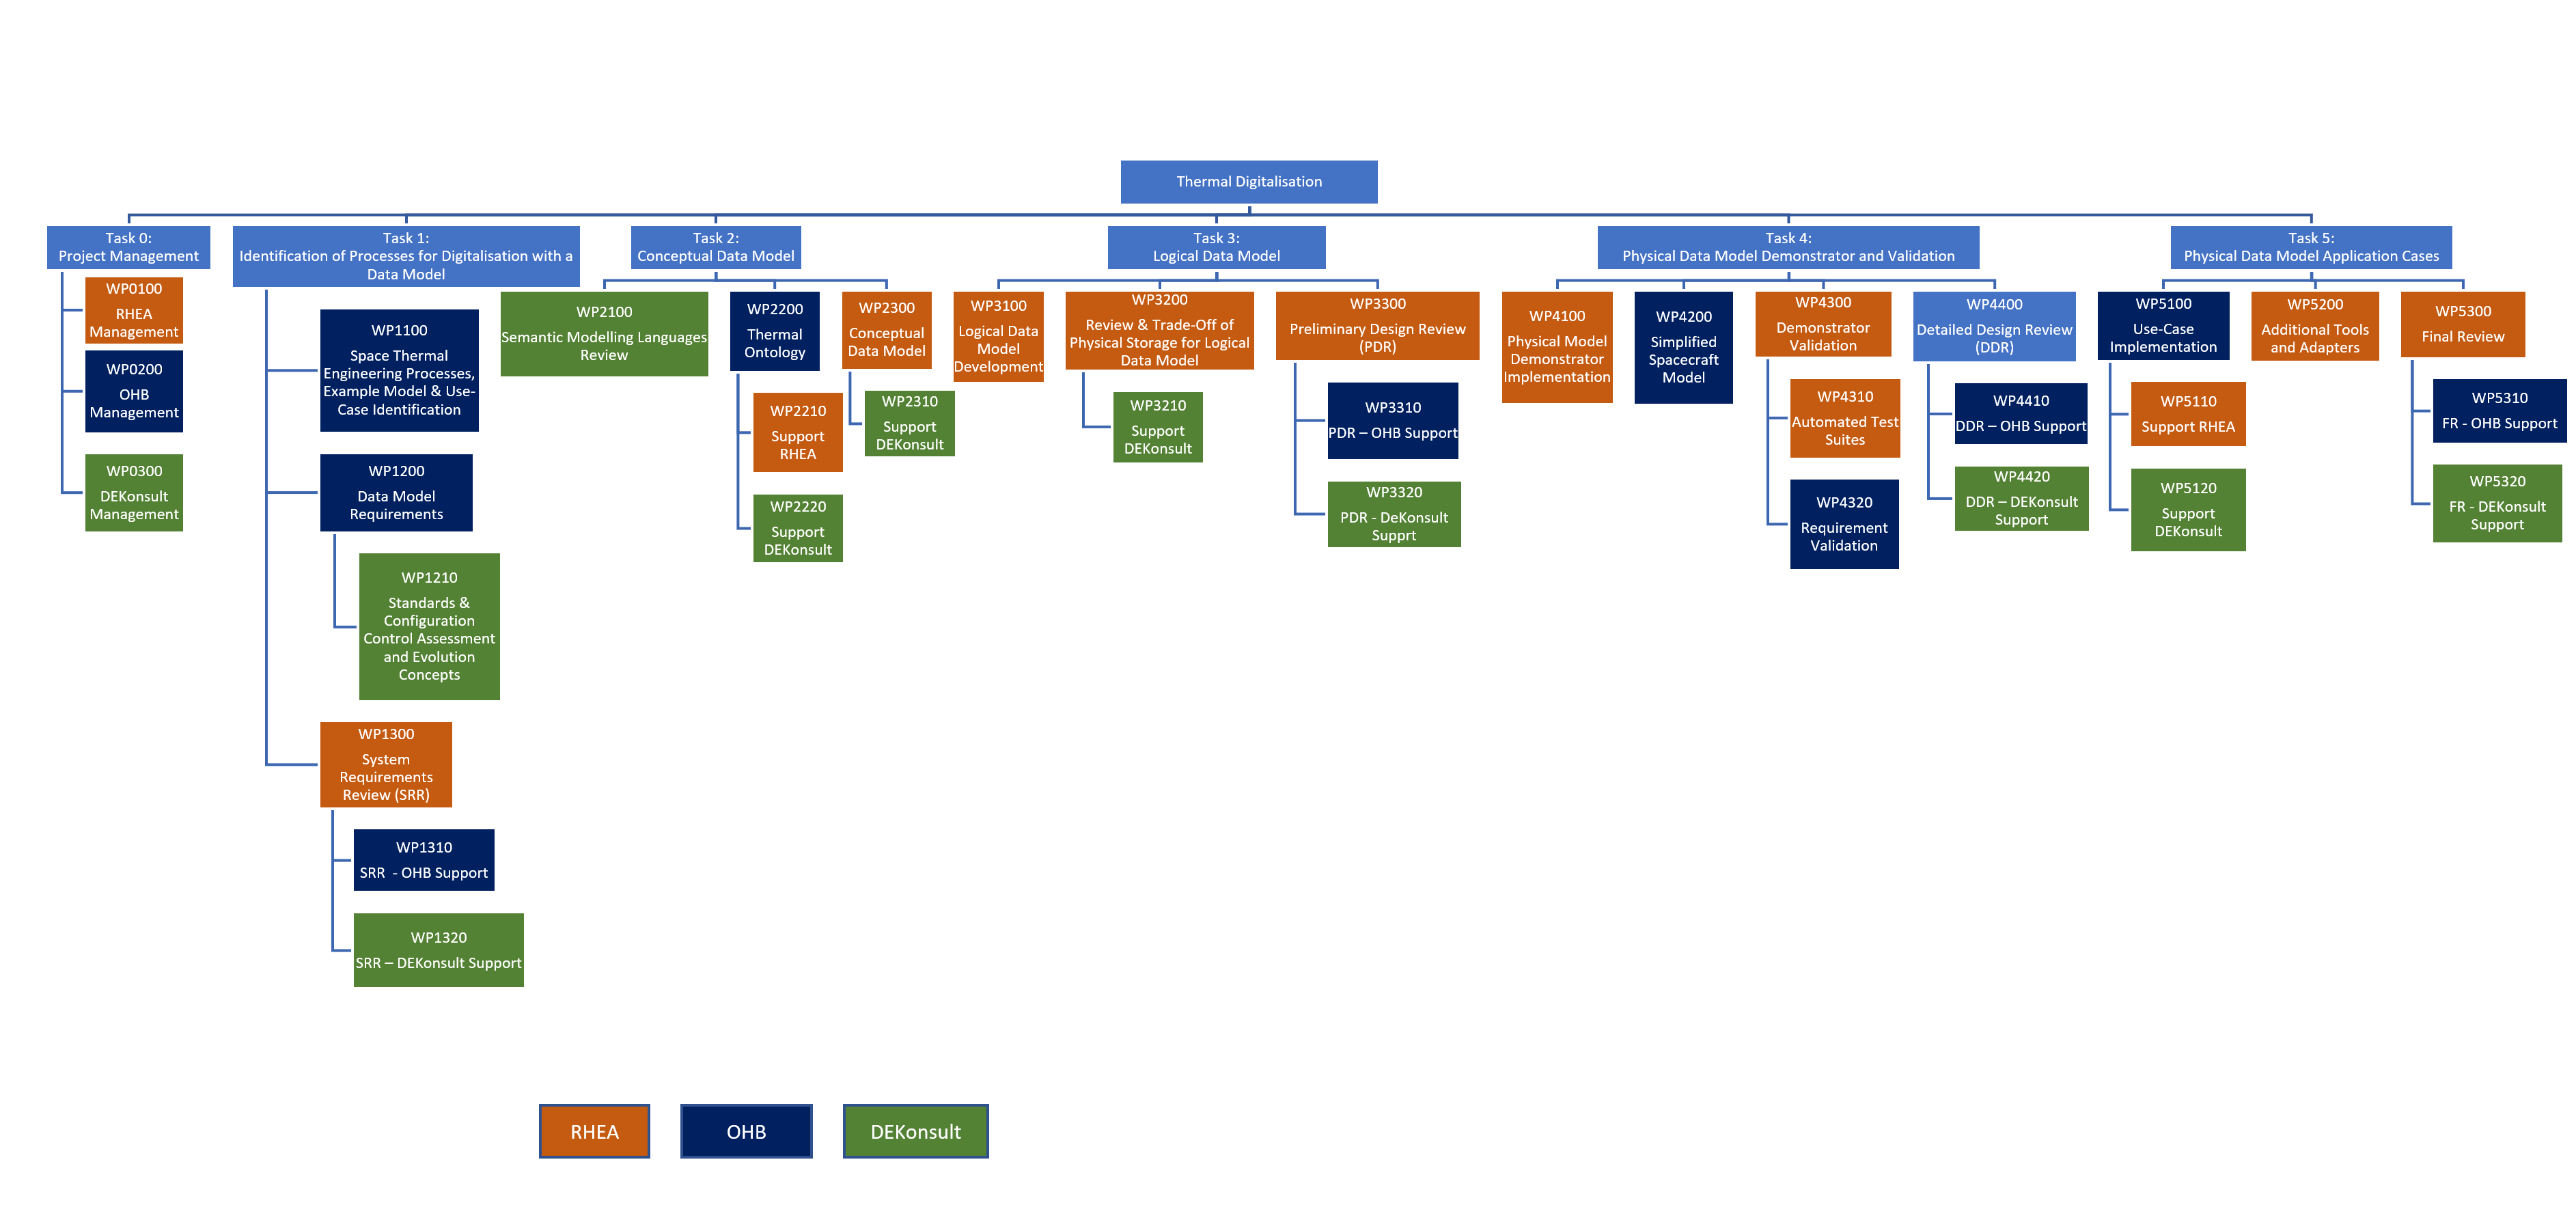 Thermal Digitalisation
Task 0:
Project Management
WP0100
RHEA
Management
WP0200
OHB
Management
WP0300
DEKonsult
Management
Task 1:
Identification of Processes for Digitalisation with a
Data Model
WP1100
Space Thermal
Engineering Processes,
Example Model & Use-
Case Identification
WP1200
Data Model
Requirements
WP1210
Standards &
Configuration
Control Assessment
and Evolution
Concepts
WP1300
System
Requirements
Review (SRR)
WP1310
SRR - OHB Support
WP1320
SRR – DEKonsult Support
Task 2:
Conceptual Data Model
WP2100
Semantic Modelling Languages
Review
WP2200
Thermal
Ontology
WP2210
Support
RHEA
WP2220
Support
DEKonsult
WP2300
Conceptual
Data Model
WP2310
Support
DEKonsult
Task 3:
Logical Data Model
WP3100
Logical Data
Model
Development
WP3200
Review & Trade-Off of
Physical Storage for Logical
Data Model
WP3210
Support
DEKonsult
WP3300
Preliminary Design Review
(PDR)
WP3310
PDR – OHB Support
WP3320
PDR - DeKonsult
Supprt
Task 4:
Physical Data Model Demonstrator and Validation
WP4100
Physical Model
Demonstrator
Implementation
WP4200
Simplified
Spacecraft
Model
WP4300
Demonstrator
Validation
WP4310
Automated Test
Suites
WP4320
Requirement
Validation
WP4400
Detailed Design Review
(DDR)
WP4410
DDR – OHB Support
WP4420
DDR – DEKonsult
Support
Task 5:
Physical Data Model Application Cases
WP5100
Use-Case
Implementation
WP5110
Support RHEA
WP5120
Support
DEKonsult
WP5200
Additional Tools
and Adapters
WP5300
Final Review
WP5310
FR - OHB Support
WP5320
FR - DEKonsult
Support
RHEA
OHB
DEKonsult